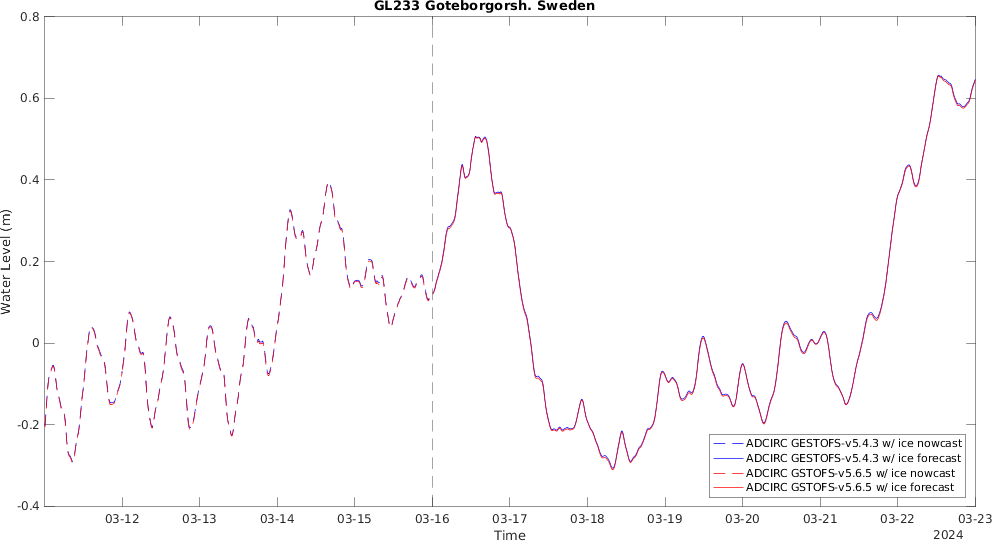 GL233 Goteborgorsh. Sweden
0.8
0.6
0.4
0.2
0
-0.2
-0.4
Water Level (m)
ADCIRC GESTOFS-v5.4.3 w/ ice nowcast
ADCIRC GESTOFS-v5.4.3 w/ ice forecast
ADCIRC GSTOFS-v5.6.5 w/ ice nowcast
ADCIRC GSTOFS-v5.6.5 w/ ice forecast
03-12 03-13 03-14 03-15 03-16 03-17 03-18 03-19 03-20 03-21 03-22 03-23
Time
2024